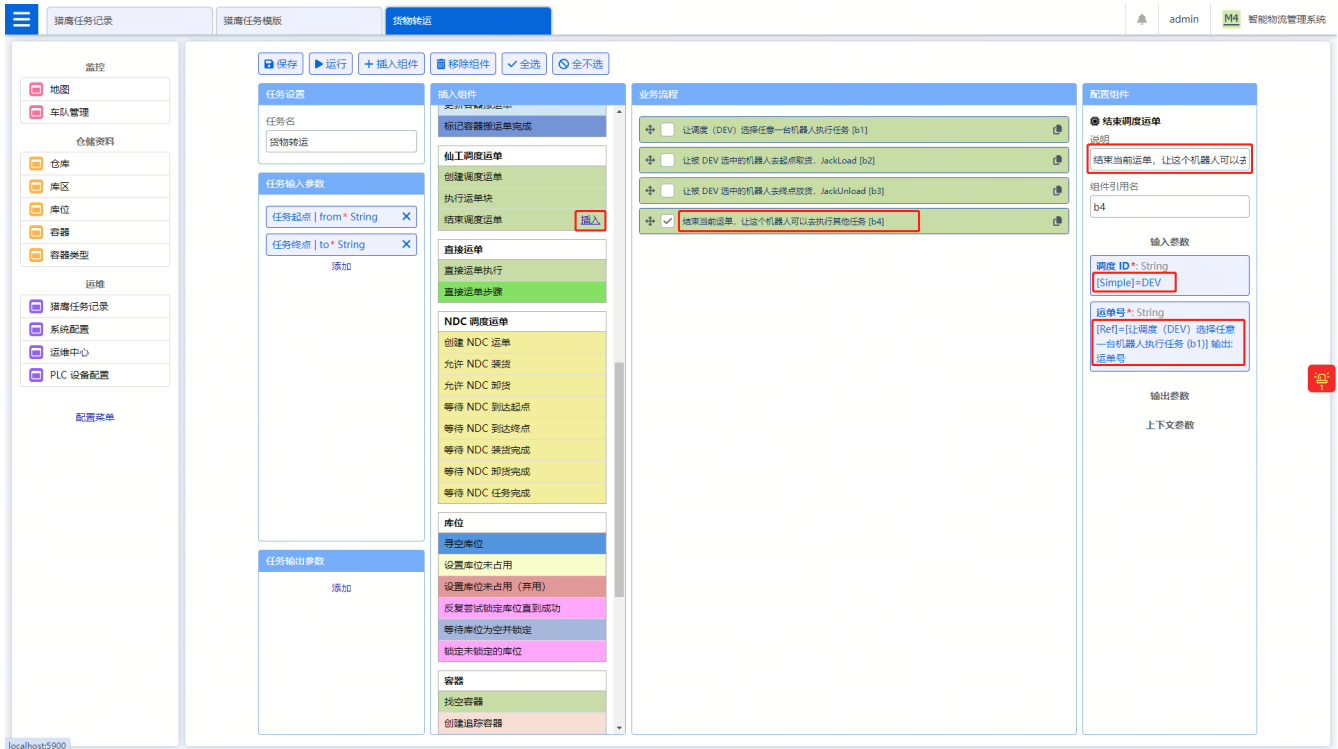 猎鹰任务记录
猎鹰任务模版
货物转运
admin
M4
智能物流管理系统
监控
地图
车队管理
仓储资料
仓库
库区
库位
容器
容器类型
运维
猎鹰任务记录
系统配置
运维中心
PLC 设备配置
配置菜单
保存
运行
插入组件
移除组件
全选
全不选
任务设置
任务名
货物转运
任务输入参数
任务起点 | from* String
任务终点 | to* String
添加
任务输出参数
添加
插入组件
更新容器搬运单
标记容器搬运单完成
仙工调度运单
创建调度运单
执行运单块
结束调度运单
插入
直接运单
直接运单执行
直接运单步骤
NDC 调度运单
创建 NDC 运单
允许 NDC 装货
允许 NDC 卸货
等待 NDC 到达起点
等待 NDC 到达终点
等待 NDC 装货完成
等待 NDC 卸货完成
等待 NDC 任务完成
库位
寻空库位
设置库位未占用
设置库位未占用（弃用）
反复尝试锁定库位直到成功
等待库位为空并锁定
锁定未锁定的库位
容器
找空容器
创建追踪容器
业务流程
让调度（DEV）选择任意一台机器人执行任务 [b1]
让被 DEV 选中的机器人去起点取货，JackLoad [b2]
让被 DEV 选中的机器人去终点放货，JackUnload [b3]
结束当前运单，让这个机器人可以去执行其他任务 [b4]
配置组件
结束调度运单
说明
结束当前运单，让这个机器人可以去
组件引用名
b4
输入参数
调度 ID*: String
[Simple]=DEV
运单号*: String
[Ref]=[让调度（DEV）选择任意
一台机器人执行任务 (b1)] 输出:
运单号
输出参数
上下文参数
localhost:5900